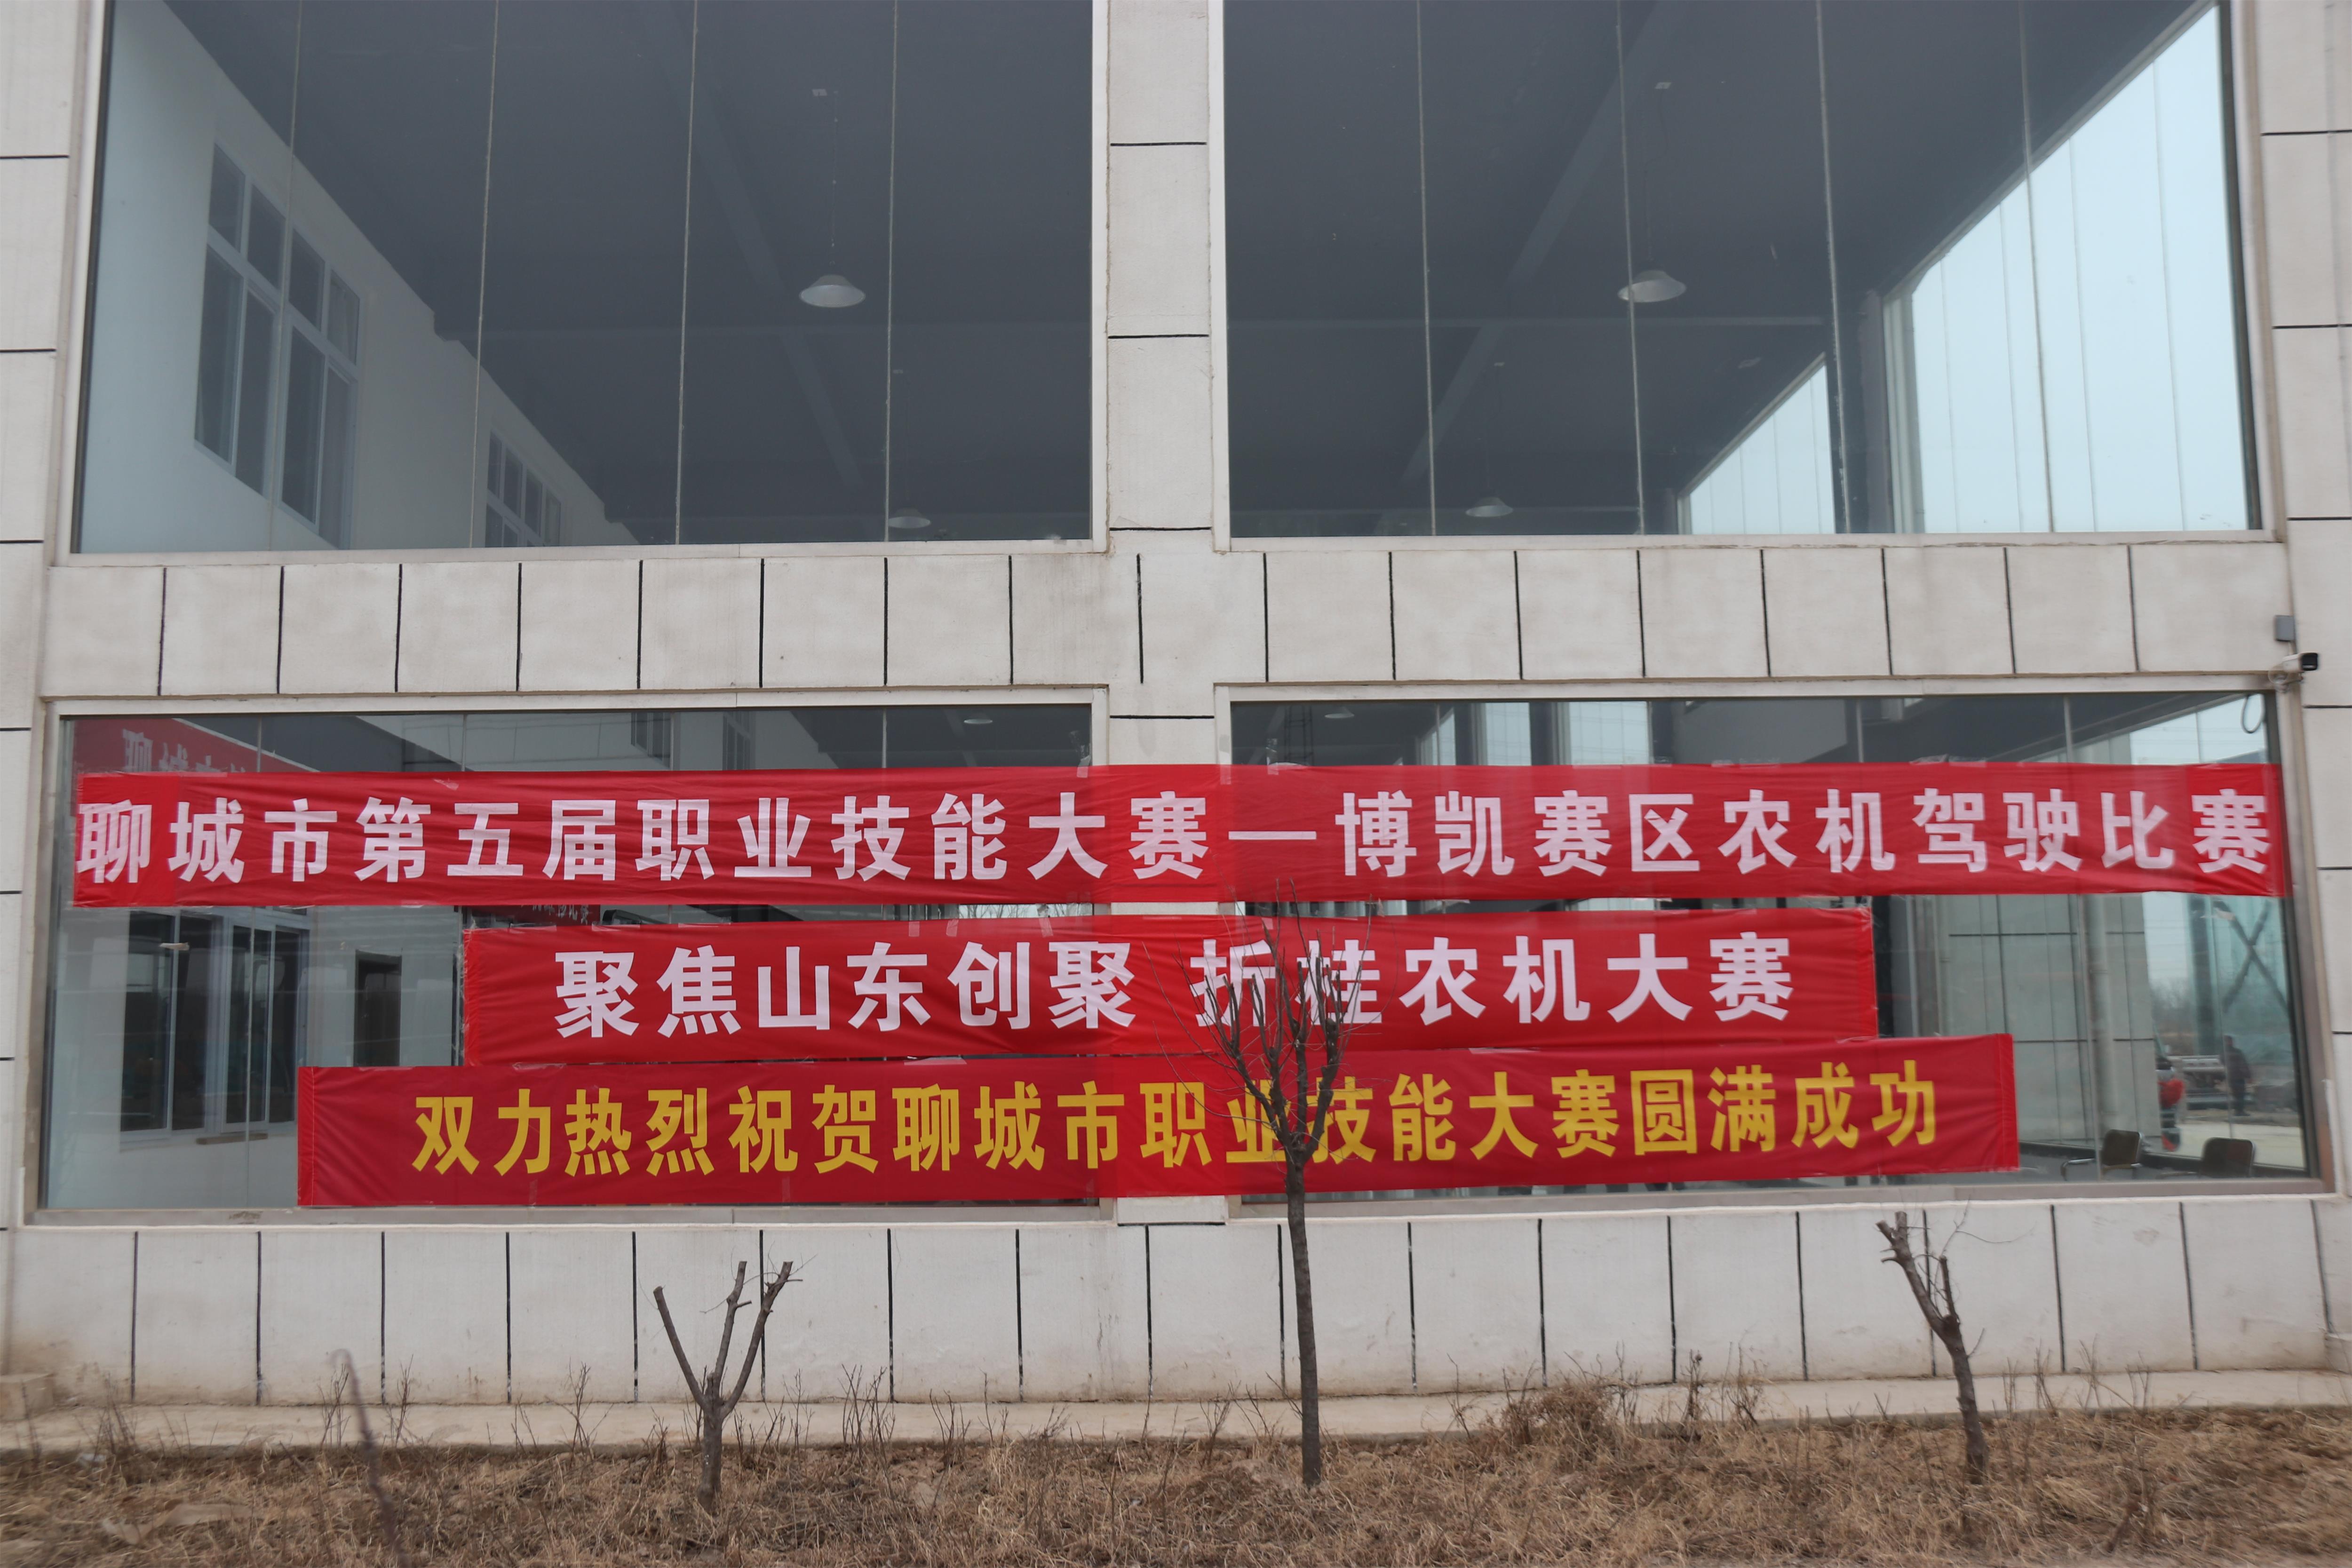 聊城市第五届职业技能大赛—博凯赛区农机驾驶比赛
聚焦山东创聚 折桂农机大赛
双力热烈祝贺聊城市职业技能大赛圆满成功